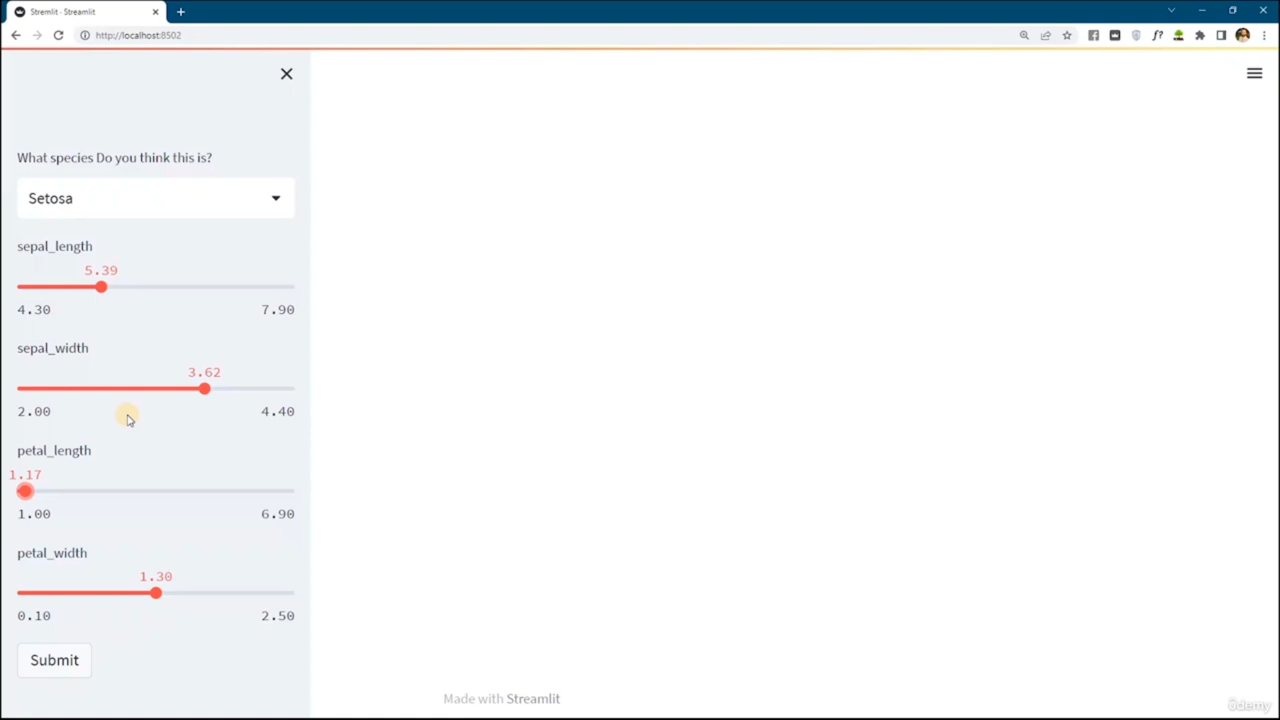 Stremlit · Streamlit
http://localhost:8502
f?
What species Do you think this is?
Setosa
sepal_length
5.39
4.30 7.90
sepal_width
3.62
2.00 4.40
petal_length
1.17
1.00 6.90
petal_width
1.30
0.10 2.50
Submit
Made with Streamlit
ûdemy